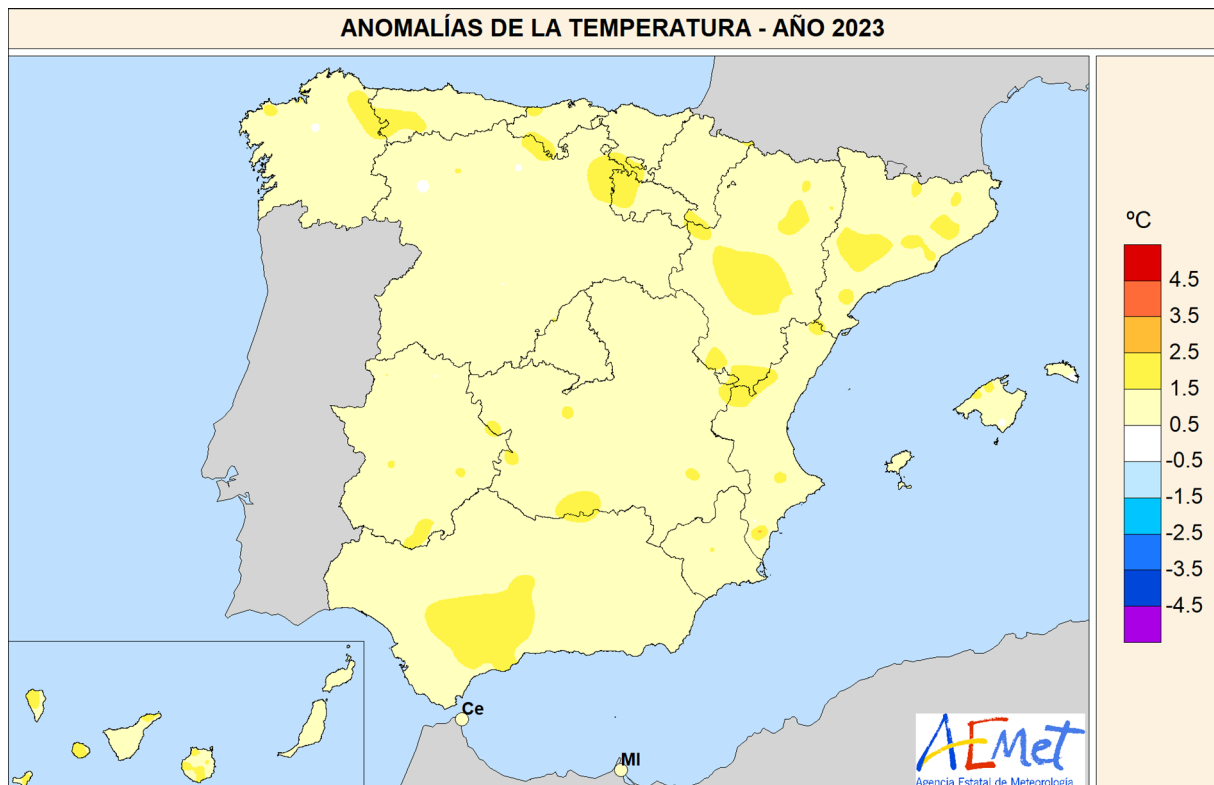 ANOMALÍAS DE LA TEMPERATURA - AÑO 2023
ºC
4.5
3.5
2.5
1.5
0.5
-0.5
-1.5
-2.5
-3.5
-4.5
Ce
Ml
AEMet
Agencia Estatal de Meteorología